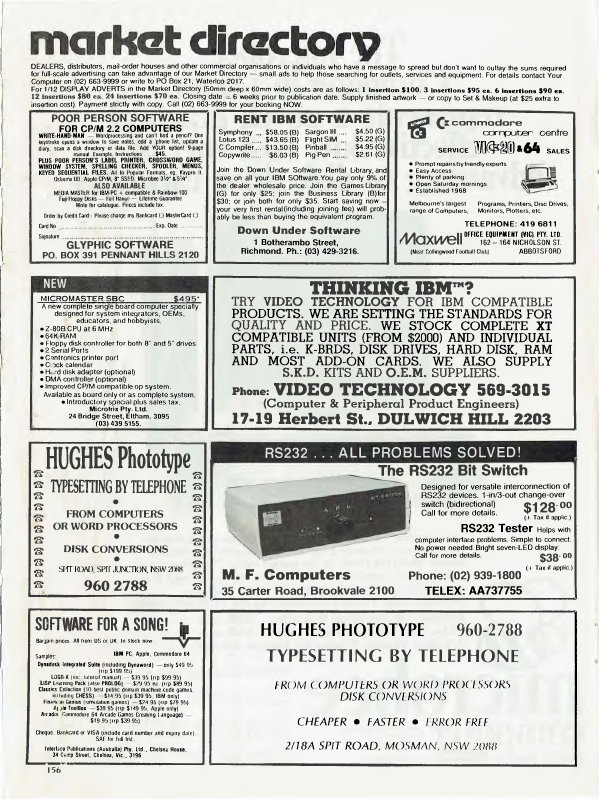 market directory
DEALERS, distributors, mail-order houses and other commercial organisations or individuals who have a message to spread but don't want to outlay the sums required
for full-scale advertising can take advantage of our Market Directory — small ads to help those searching for outlets, services and equipment. For details contact Your
Computer on (02) 663-9999 or write to PO Box 21, Waterloo 2017.
For 1/12 DISPLAY ADVERTS in the Market Directory (50mm deep x 60mm wide) costs are as follows: 1 insertion $100. 3 insertions $95 ea. 6 insertions $90 ea.
12 insertions $80 ea. 24 insertions $70 ea. Closing date = 6 weeks prior to publication date. Supply finished artwork — or copy to Set & Makeup (at $25 extra to
insertion cost). Payment strictly with copy. Call (02) 663-9999 for your booking NOW.
POOR PERSON SOFTWARE
FOR CP/M 2.2 COMPUTERS
WRITE-HAND-MAN — Wordprocessing and can't find a pencil? One
keystroke opens a window to save notes, add a phone list, update a
diary, scan a disk directory or data file. Add YOUR option! 9-page
manual. Example instructions. $45.
PLUS POOR PERSON'S LABEL PRINTER, CROSSWORD GAME,
WINDOW SYSTEM, SPELLING CHECKER, SPOOLER, MENUS,
KEYED SEQUENTIAL FILES, All in Popular Formats, eg. Kaypro II,
Osborne DD, Apple CP/M, 8" SSSD, Microbee 3½" 5¼".
ALSO AVAILABLE
MEDIA MASTER for IBM-PC + compatible & Rainbow 100
Fuji Floppy Disks — Full Range — Lifetime Guarantee
Write for catalogue. Prices include tax.
Order by Credit Card - Please charge my Bankcard ( ) MasterCard ( )
Card No Exp. Date
Signature
GLYPHIC SOFTWARE
PO. BOX 391 PENNANT HILLS 2120
RENT IBM SOFTWARE
Symphony ... $58.05 (B) Sargon III ... $4.50 (G)
Lotus 123 ... $43.65 (B) Flight SIM ... $5.22 (G)
C Compiler ... $13.50 (B) Pinball ... $4.95 (G)
Copywrite ... $6.03 (B) Pig Pen ... $2.61 (G)
Join the Down Under Software Rental Library, and
save on all your IBM SOFTWARE. You pay only 9% of
the dealer wholesale price. Join the Games Library
(G) for only $25; join the Business Library (B) for
$30; or join both for only $35. Start saving now —
your very first rental (including joining fee) will prob-
ably be less than buying the equivalent program.
Down Under Software
1 Botherambo Street,
Richmond. Ph.: (03) 429-3216.
commodore
computer centre
SERVICE VIC-20 & 64 SALES
• Prompt repairs by friendly experts
• Easy Access
• Plenty of parking
• Open Saturday mornings
• Established 1968
Melbourne's largest range of Computers, Programs, Printers, Disc Drives, Monitors, Plotters, etc.
TELEPHONE: 419 6811
Maxwell OFFICE EQUIPMENT (VIC) PTY. LTD.
162 – 164 NICHOLSON ST.
(Near Collingwood Football Club) ABBOTSFORD
NEW
MICROMASTER SBC $495*
A new complete single board computer specially
designed for system integrators, OEMs,
educators, and hobbyists.
• Z-80B CPU at 6 MHz
• 64K-RAM
• Floppy disk controller for both 8" and 5" drives
• 2 Serial Ports
• Centronics printer port
• Clock calendar
• Hard disk adapter (optional)
• DMA controller (optional)
• Improved CP/M compatible op system.
Available as board only or as complete system.
• Introductory special plus sales tax.
Microtrix Pty. Ltd.
24 Bridge Street, Eltham. 3095
(03) 439 5155.
THINKING IBM™?
TRY VIDEO TECHNOLOGY FOR IBM COMPATIBLE
PRODUCTS. WE ARE SETTING THE STANDARDS FOR
QUALITY AND PRICE. WE STOCK COMPLETE XT
COMPATIBLE UNITS (FROM $2000) AND INDIVIDUAL
PARTS, i.e. K-BRDS, DISK DRIVES, HARD DISK, RAM
AND MOST ADD-ON CARDS. WE ALSO SUPPLY
S.K.D. KITS AND O.E.M. SUPPLIERS.
Phone: VIDEO TECHNOLOGY 569-3015
(Computer & Peripheral Product Engineers)
17-19 Herbert St., DULWICH HILL 2203
HUGHES Phototype
TYPESETTING BY TELEPHONE
•
FROM COMPUTERS
OR WORD PROCESSORS
•
DISK CONVERSIONS
•
SPIT ROAD, SPIT JUNCTION, NSW 2088
960 2788
RS232 ... ALL PROBLEMS SOLVED!
The RS232 Bit Switch
Designed for versatile interconnection of
RS232 devices. 1-in/3-out change-over
switch (bidirectional) $128.00
Call for more details. (+ Tax if applic.)
RS232 Tester Helps with
computer interface problems. Simple to connect.
No power needed. Bright seven-LED display.
Call for more details. $38.00
(+ Tax if applic.)
M. F. Computers Phone: (02) 939-1800
35 Carter Road, Brookvale 2100 TELEX: AA737755
SOFTWARE FOR A SONG!
Bargain prices. All from US or UK. In stock now
Samples: IBM PC, Apple, Commodore 64
Dynadesk Integrated Suite (including Dynaword) — only $49.95
(rrp $199.95)
LOGO-K (inc. tutorial manual) — $39.95 (rrp $99.95)
LISP Learning Pack (also PROLOG) — $29.95 ea. (rrp $89.95)
Classics Collection (10 best public domain machine code games,
including CHESS) — $14.95 (rrp $39.95, IBM only)
Financial Genius (simulation games) — $24.95 (rrp $79.95)
Apple Toolbox — $39.95 (rrp $149.95, Apple only)
Arcadia Commodore 64 Arcade Games Creating Language) —
$19.95 (rrp $39.95)
Cheque, Bankcard or VISA (include card number and expiry date).
SAE for full list.
Interface Publications (Australia) Pty. Ltd., Chelsea House,
34 Camp Street, Chelsea, Vic., 3196
HUGHES PHOTOTYPE 960-2788
TYPESETTING BY TELEPHONE
FROM COMPUTERS OR WORD PROCESSORS
DISK CONVERSIONS
CHEAPER • FASTER • ERROR FREE
2/18A SPIT ROAD, MOSMAN, NSW 2088
156